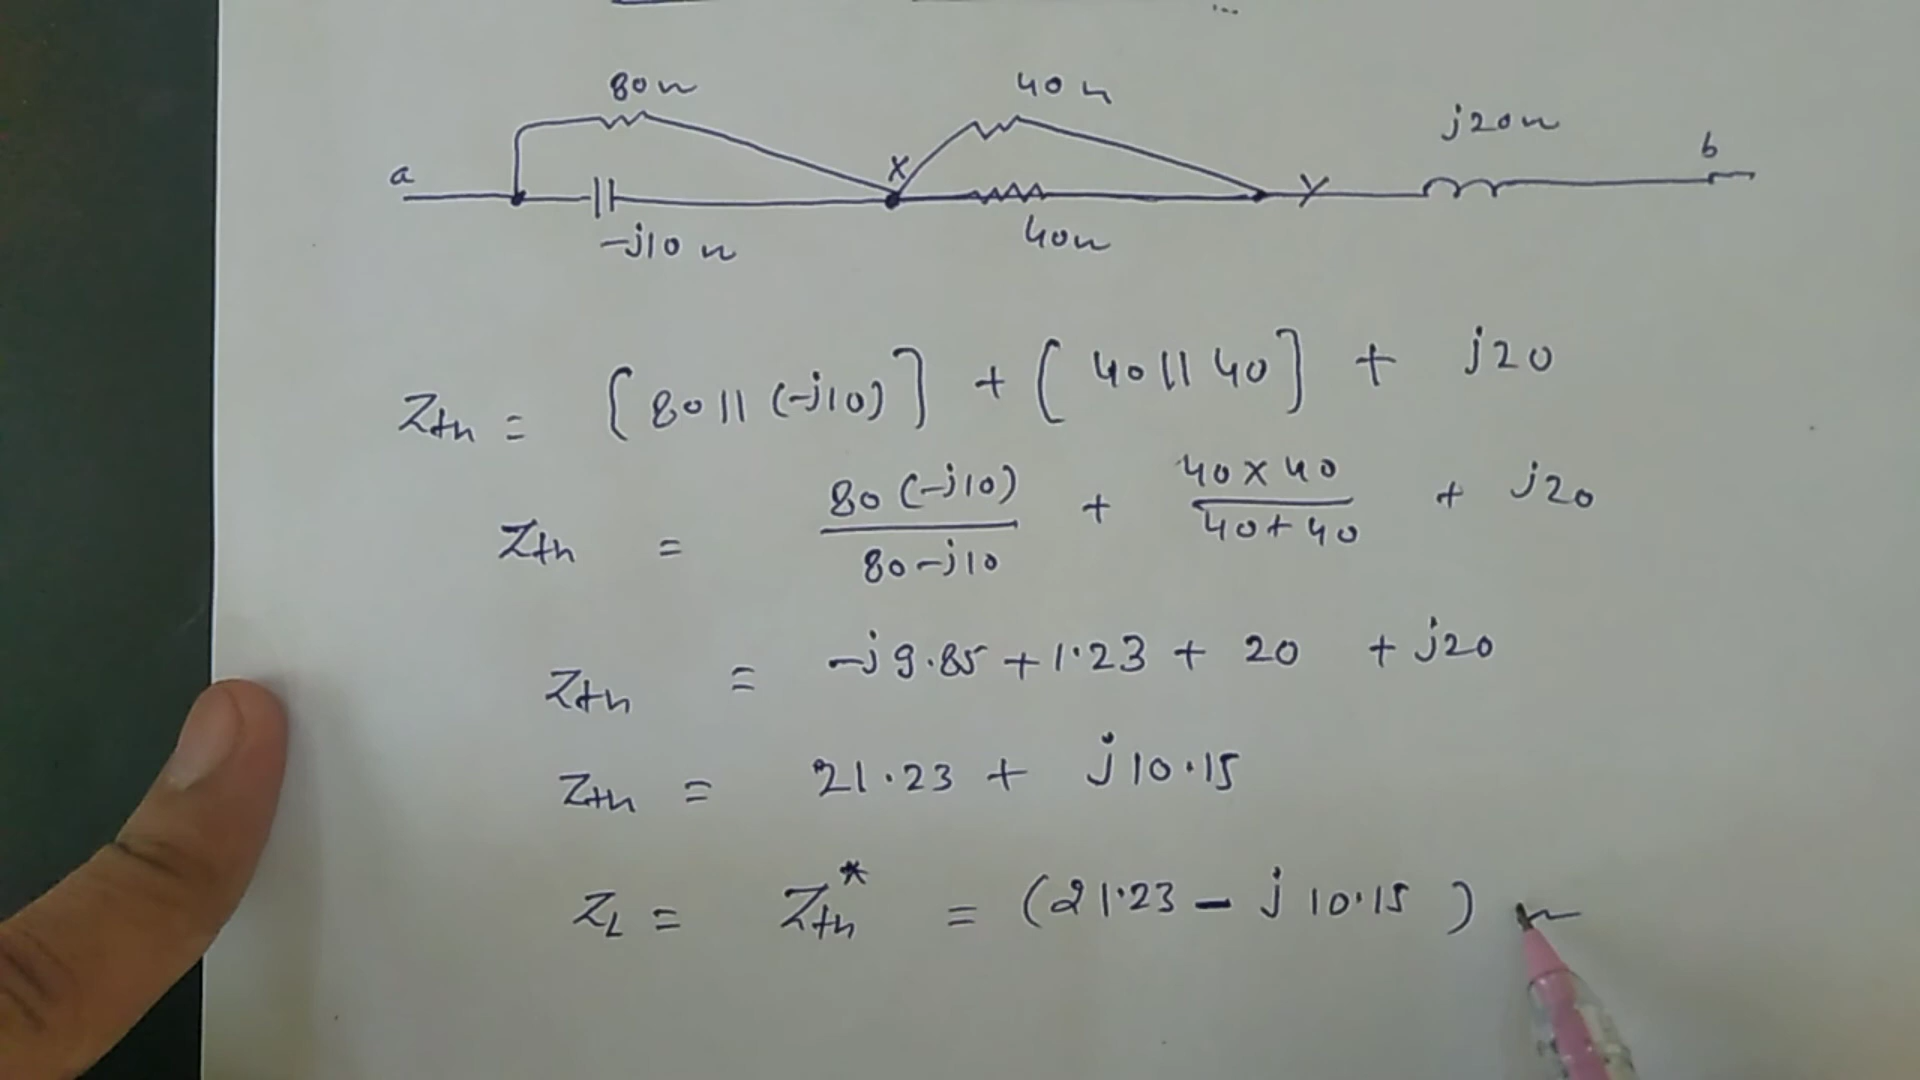 80Ω 40Ω j20Ω
a X Y b
-j10Ω 40Ω
Zth = [80 || (-j10)] + [40 || 40] + j20
Zth = 80(-j10) / 80-j10 + 40×40 / 40+40 + j20
Zth = -j9.85 + 1.23 + 20 + j20
Zth = 21.23 + j10.15
ZL = Zth* = (21.23 - j10.15) Ω